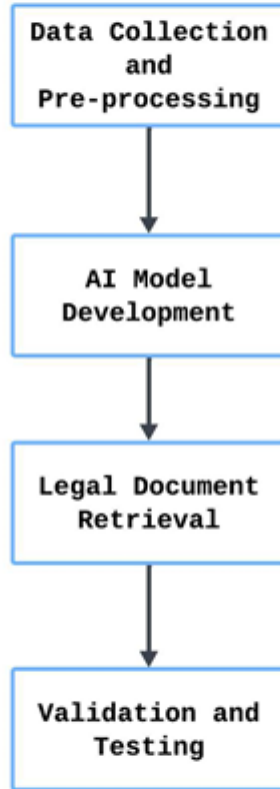 Data Collection
and
Pre-processing
AI Model
Development
Legal Document
Retrieval
Validation and
Testing